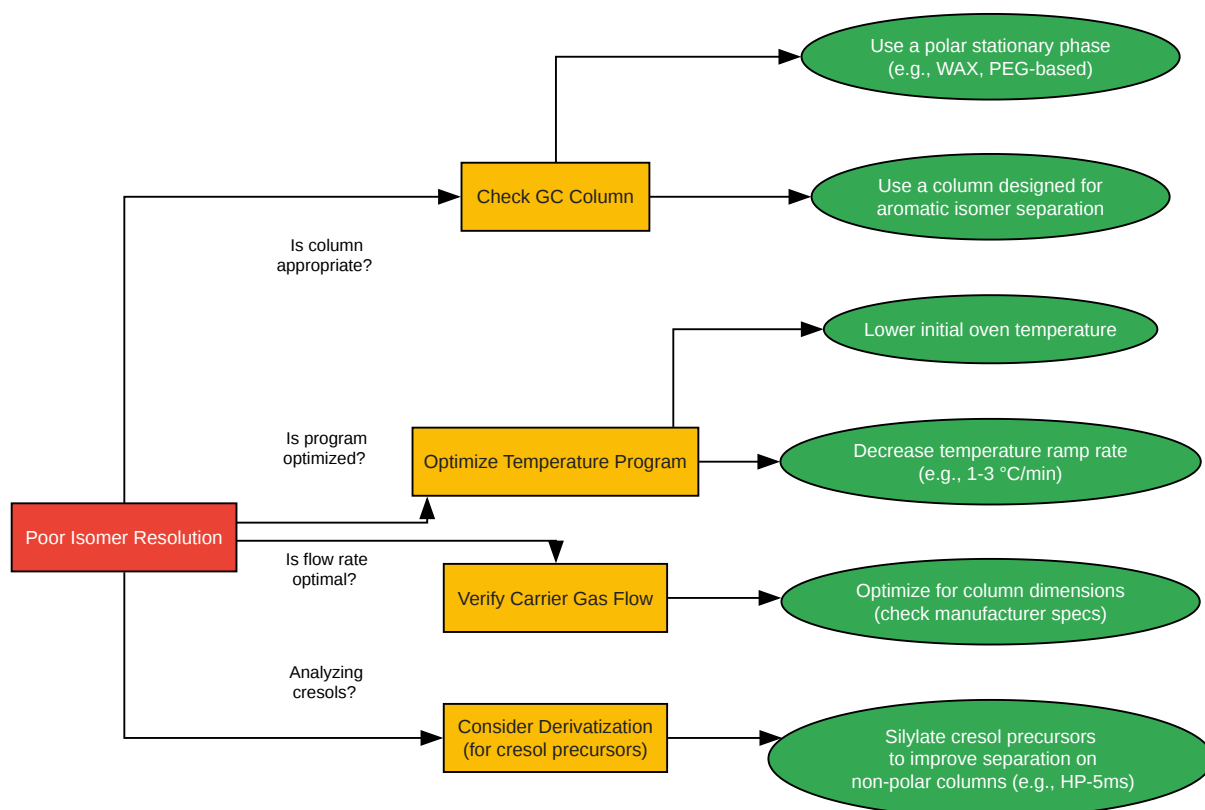 Use a polar stationary phase
(e.g., WAX, PEG-based)
Check GC Column
Use a column designed for
aromatic isomer separation
Is column
appropriate?
Lower initial oven temperature
Is program
optimized?
Optimize Temperature Program
Decrease temperature ramp rate
(e.g., 1-3 °C/min)
Poor Isomer Resolution
Is flow rate
optimal?
Verify Carrier Gas Flow
Optimize for column dimensions
(check manufacturer specs)
Analyzing
cresols?
Consider Derivatization
(for cresol precursors)
Silylate cresol precursors
to improve separation on
non-polar columns (e.g., HP-5ms)